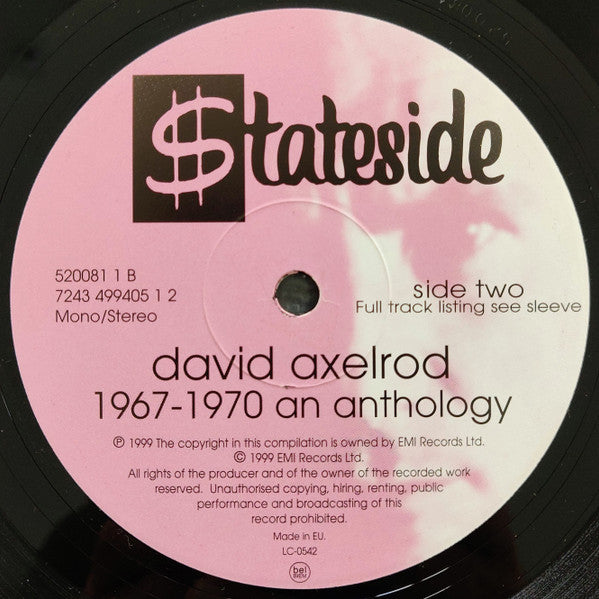 $tateside
520081 1 B
7243 499405 1 2
Mono/Stereo
side two
Full track listing see sleeve
david axelrod
1967-1970 an anthology
℗ 1999 The copyright in this compilation is owned by EMI Records Ltd.
© 1999 EMI Records Ltd.
All rights of the producer and of the owner of the recorded work
reserved. Unauthorised copying, hiring, renting, public
performance and broadcasting of this
record prohibited.
Made in EU.
LC-0542
bel
BIEM